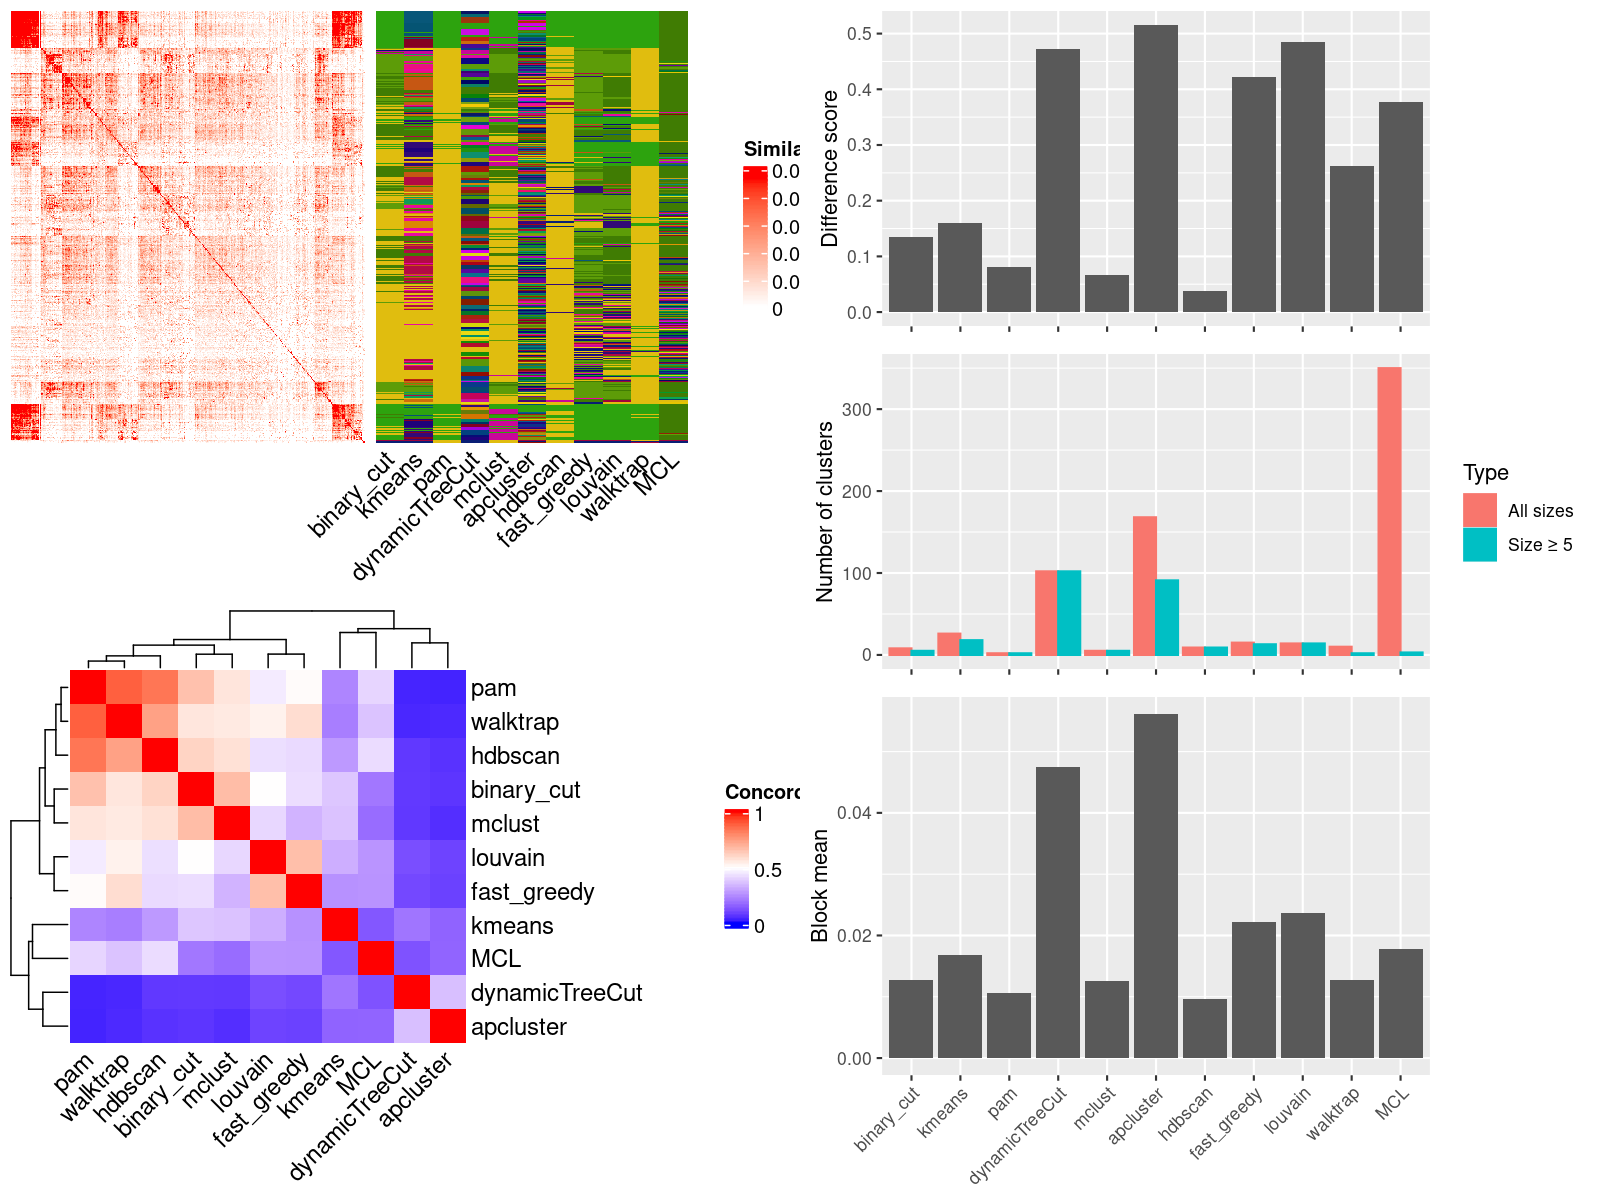 Simila
0.0
0.0
0.0
0.0
0.0
0
binary_cut
kmeans
pam
dynamicTreeCut
mclust
apcluster
hdbscan
fast_greedy
louvain
walktrap
MCL
pam
walktrap
hdbscan
binary_cut
mclust
louvain
fast_greedy
kmeans
MCL
dynamicTreeCut
apcluster
pam
walktrap
hdbscan
binary_cut
mclust
louvain
fast_greedy
kmeans
MCL
dynamicTreeCut
apcluster
Concord
1
0.5
0
Difference score
0.5
0.4
0.3
0.2
0.1
0.0
Number of clusters
300
200
100
0
Type
All sizes
Size ≥ 5
Block mean
0.04
0.02
0.00
binary_cut
kmeans
pam
dynamicTreeCut
mclust
apcluster
hdbscan
fast_greedy
louvain
walktrap
MCL